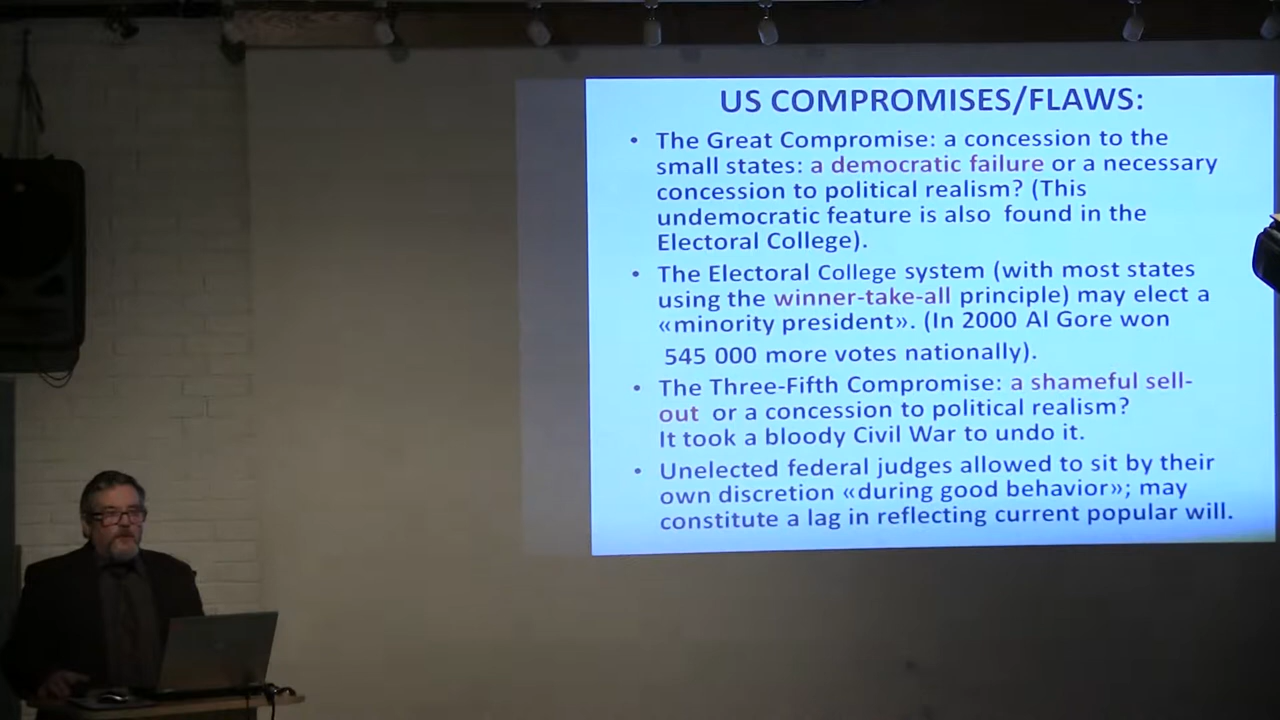 US COMPROMISES/FLAWS:
• The Great Compromise: a concession to the
small states: a democratic failure or a necessary
concession to political realism? (This
undemocratic feature is also found in the
Electoral College).
• The Electoral College system (with most states
using the winner-take-all principle) may elect a
«minority president». (In 2000 Al Gore won
545 000 more votes nationally).
• The Three-Fifth Compromise: a shameful sell-
out or a concession to political realism?
It took a bloody Civil War to undo it.
• Unelected federal judges allowed to sit by their
own discretion «during good behavior»; may
constitute a lag in reflecting current popular will.